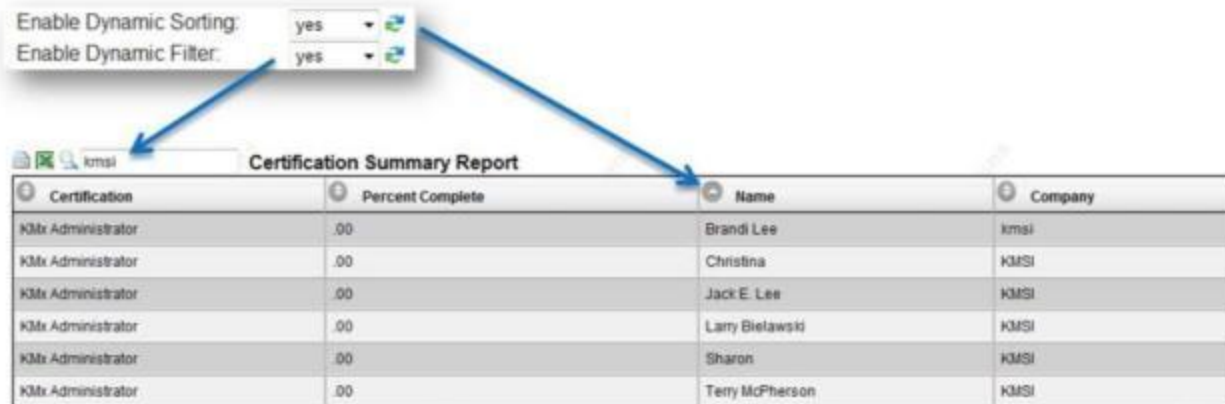 Enable Dynamic Sorting: yes
Enable Dynamic Filter: yes
kmsi Certification Summary Report
Certification Percent Complete Name Company
KMx Administrator .00 Brandi Lee kmsi
KMx Administrator .00 Christina KMSI
KMx Administrator .00 Jack E. Lee KMSI
KMx Administrator .00 Larry Bielawski KMSI
KMx Administrator .00 Sharon KMSI
KMx Administrator .00 Terry McPherson KMSI